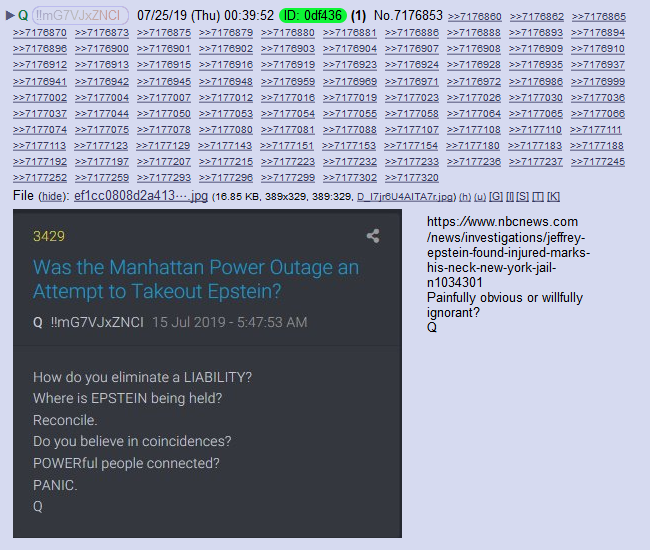 ▶ Q !!mG7VJxZNCI 07/25/19 (Thu) 00:39:52 ID: 0df436 (1) No.7176853 >>7176860 >>7176862 >>7176865
>>7176870 >>7176873 >>7176875 >>7176879 >>7176880 >>7176881 >>7176886 >>7176888 >>7176893 >>7176894
>>7176896 >>7176900 >>7176901 >>7176902 >>7176903 >>7176904 >>7176907 >>7176908 >>7176909 >>7176910
>>7176912 >>7176913 >>7176915 >>7176916 >>7176919 >>7176923 >>7176924 >>7176928 >>7176935 >>7176937
>>7176941 >>7176942 >>7176945 >>7176948 >>7176959 >>7176969 >>7176971 >>7176972 >>7176986 >>7176999
>>7177002 >>7177004 >>7177007 >>7177012 >>7177016 >>7177019 >>7177023 >>7177026 >>7177030 >>7177036
>>7177037 >>7177044 >>7177050 >>7177053 >>7177054 >>7177055 >>7177058 >>7177064 >>7177065 >>7177066
>>7177074 >>7177075 >>7177078 >>7177080 >>7177081 >>7177088 >>7177107 >>7177108 >>7177110 >>7177111
>>7177113 >>7177123 >>7177129 >>7177143 >>7177151 >>7177153 >>7177154 >>7177180 >>7177183 >>7177188
>>7177192 >>7177197 >>7177207 >>7177215 >>7177223 >>7177232 >>7177233 >>7177236 >>7177237 >>7177245
>>7177252 >>7177259 >>7177293 >>7177296 >>7177302 >>7177320
File (hide): ef1cc0808d2a413⋯.jpg (16.85 KB, 389x329, 389:329, D_I7jr6U4AITA7r.jpg) (h) (u) [G] [I] [S] [T] [K]
3429
Was the Manhattan Power Outage an
Attempt to Takeout Epstein?
Q !!mG7VJxZNCI 15 Jul 2019 - 5:47:53 AM
How do you eliminate a LIABILITY?
Where is EPSTEIN being held?
Reconcile.
Do you believe in coincidences?
POWERful people connected?
PANIC.
Q
https://www.nbcnews.com
/news/investigations/jeffrey-
epstein-found-injured-marks-
his-neck-new-york-jail-
n1034301
Painfully obvious or willfully
ignorant?
Q